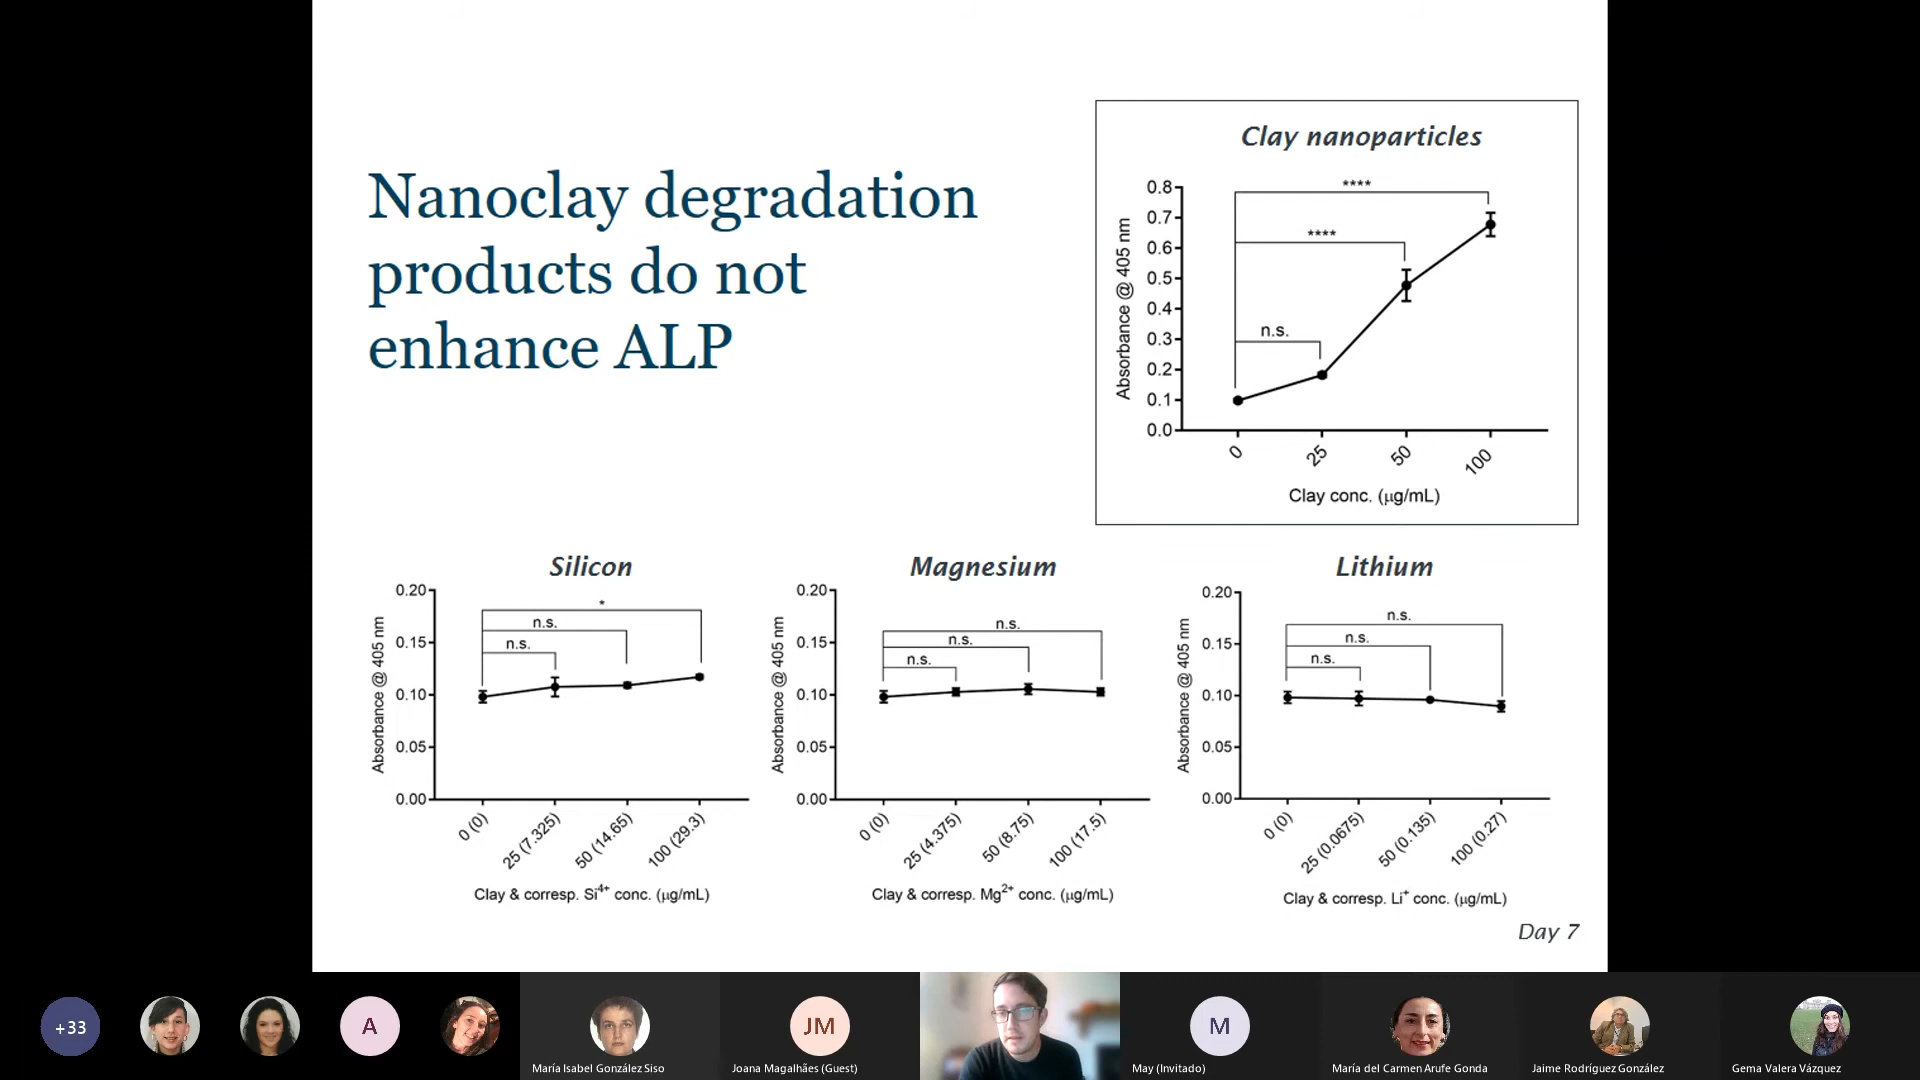 Nanoclay degradation
products do not
enhance ALP
Clay nanoparticles
Absorbance @ 405 nm
0.8
0.7
0.6
0.5
0.4
0.3
0.2
0.1
0.0
****
****
n.s.
0
25
50
100
Clay conc. (µg/mL)
Silicon
Absorbance @ 405 nm
0.20
0.15
0.10
0.05
0.00
*
n.s.
n.s.
0 (0)
25 (7.325)
50 (14.65)
100 (29.3)
Clay & corresp. Si⁴⁺ conc. (µg/mL)
Magnesium
Absorbance @ 405 nm
0.20
0.15
0.10
0.05
0.00
n.s.
n.s.
n.s.
0 (0)
25 (4.375)
50 (8.75)
100 (17.5)
Clay & corresp. Mg²⁺ conc. (µg/mL)
Lithium
Absorbance @ 405 nm
0.20
0.15
0.10
0.05
0.00
n.s.
n.s.
n.s.
0 (0)
25 (0.0675)
50 (0.135)
100 (0.27)
Clay & corresp. Li⁺ conc. (µg/mL)
Day 7
+33
A
JM
M
María Isabel González Siso
Joana Magalhães (Guest)
May (Invitado)
María del Carmen Arufe Gonda
Jaime Rodríguez González
Gema Valera Vázquez